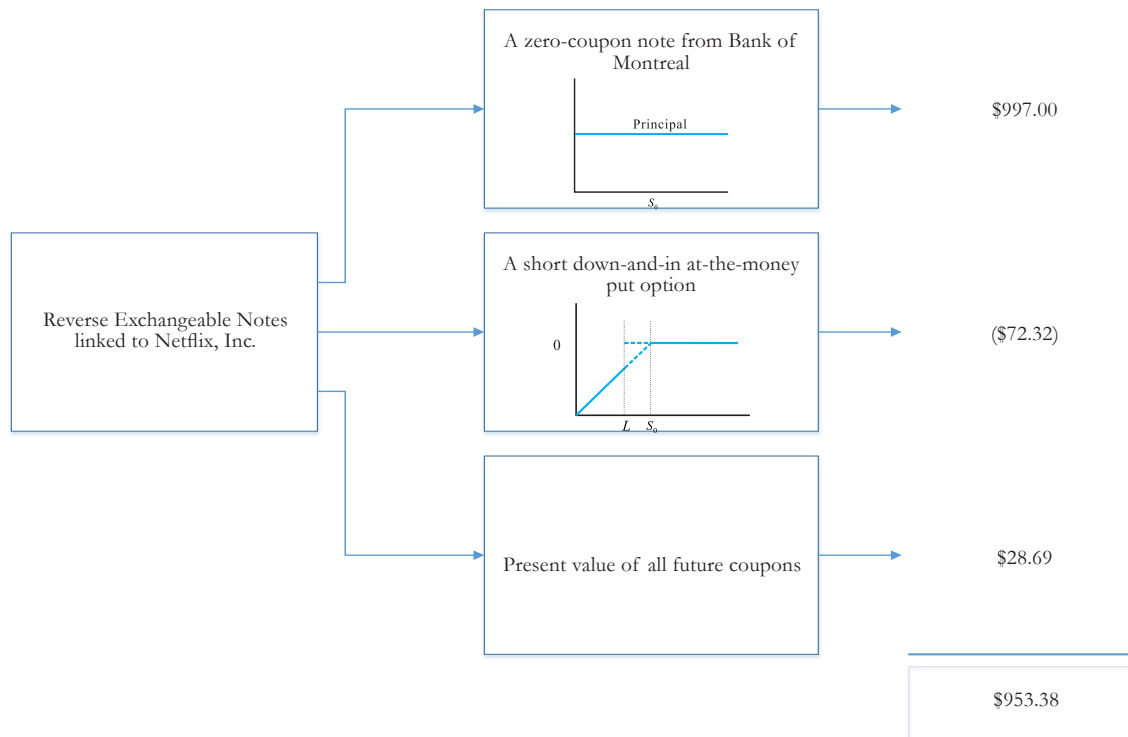 A zero-coupon note from Bank of
Montreal
Principal
S₀
$997.00
Reverse Exchangeable Notes
linked to Netflix, Inc.
A short down-and-in at-the-money
put option
0
L S₀
($72.32)
Present value of all future coupons
$28.69
$953.38